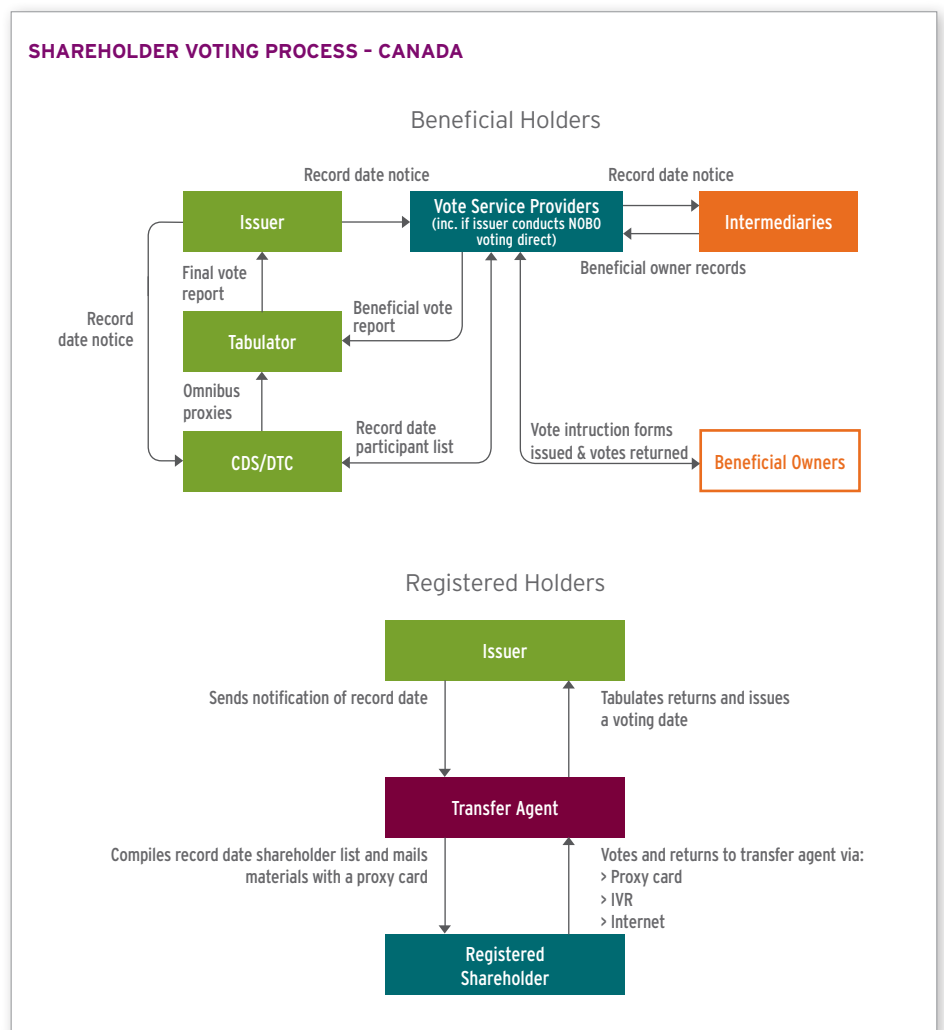 SHAREHOLDER VOTING PROCESS – CANADA
Beneficial Holders
Record date notice
Record date notice
Issuer
Vote Service Providers
(inc. if issuer conducts NOBO
voting direct)
Intermediaries
Final vote
report
Beneficial owner records
Beneficial vote
report
Record
date notice
Tabulator
Omnibus
proxies
Record date
participant list
Vote intruction forms
issued & votes returned
CDS/DTC
Beneficial Owners
Registered Holders
Issuer
Sends notification of record date
Tabulates returns and issues
a voting date
Transfer Agent
Compiles record date shareholder list and mails
materials with a proxy card
Votes and returns to transfer agent via:
> Proxy card
> IVR
> Internet
Registered
Shareholder